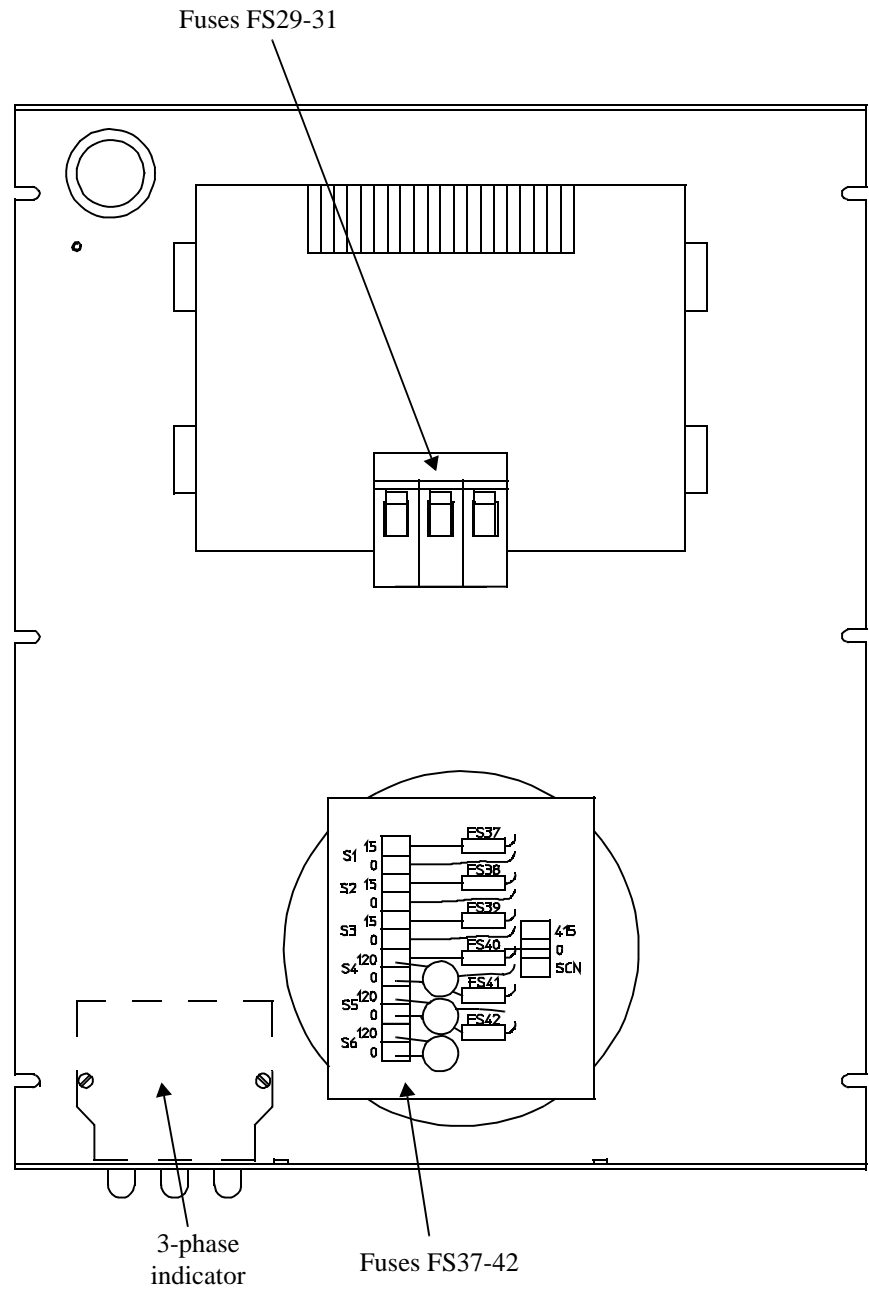 Fuses FS29-31
FS37
15
S1
0
FS38
S2 15
0
FS39
15
S3
0
415
FS40
0
120
S4
SCN
0
FS41
120
S5
0
FS42
120
S6
0
3-phase
indicator
Fuses FS37-42